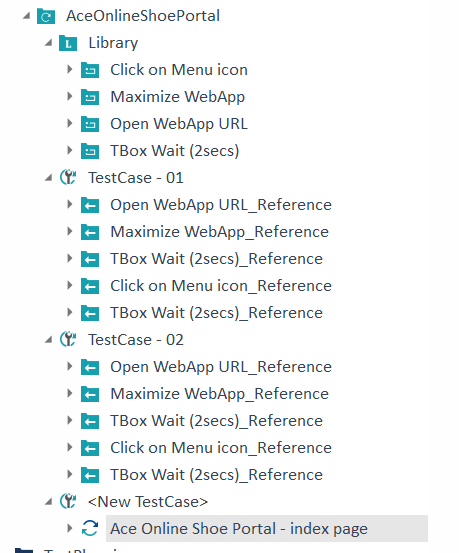 AceOnlineShoePortal
Library
Click on Menu icon
Maximize WebApp
Open WebApp URL
TBox Wait (2secs)
TestCase - 01
Open WebApp URL_Reference
Maximize WebApp_Reference
TBox Wait (2secs)_Reference
Click on Menu icon_Reference
TBox Wait (2secs)_Reference
TestCase - 02
Open WebApp URL_Reference
Maximize WebApp_Reference
TBox Wait (2secs)_Reference
Click on Menu icon_Reference
TBox Wait (2secs)_Reference
<New TestCase>
Ace Online Shoe Portal - index page